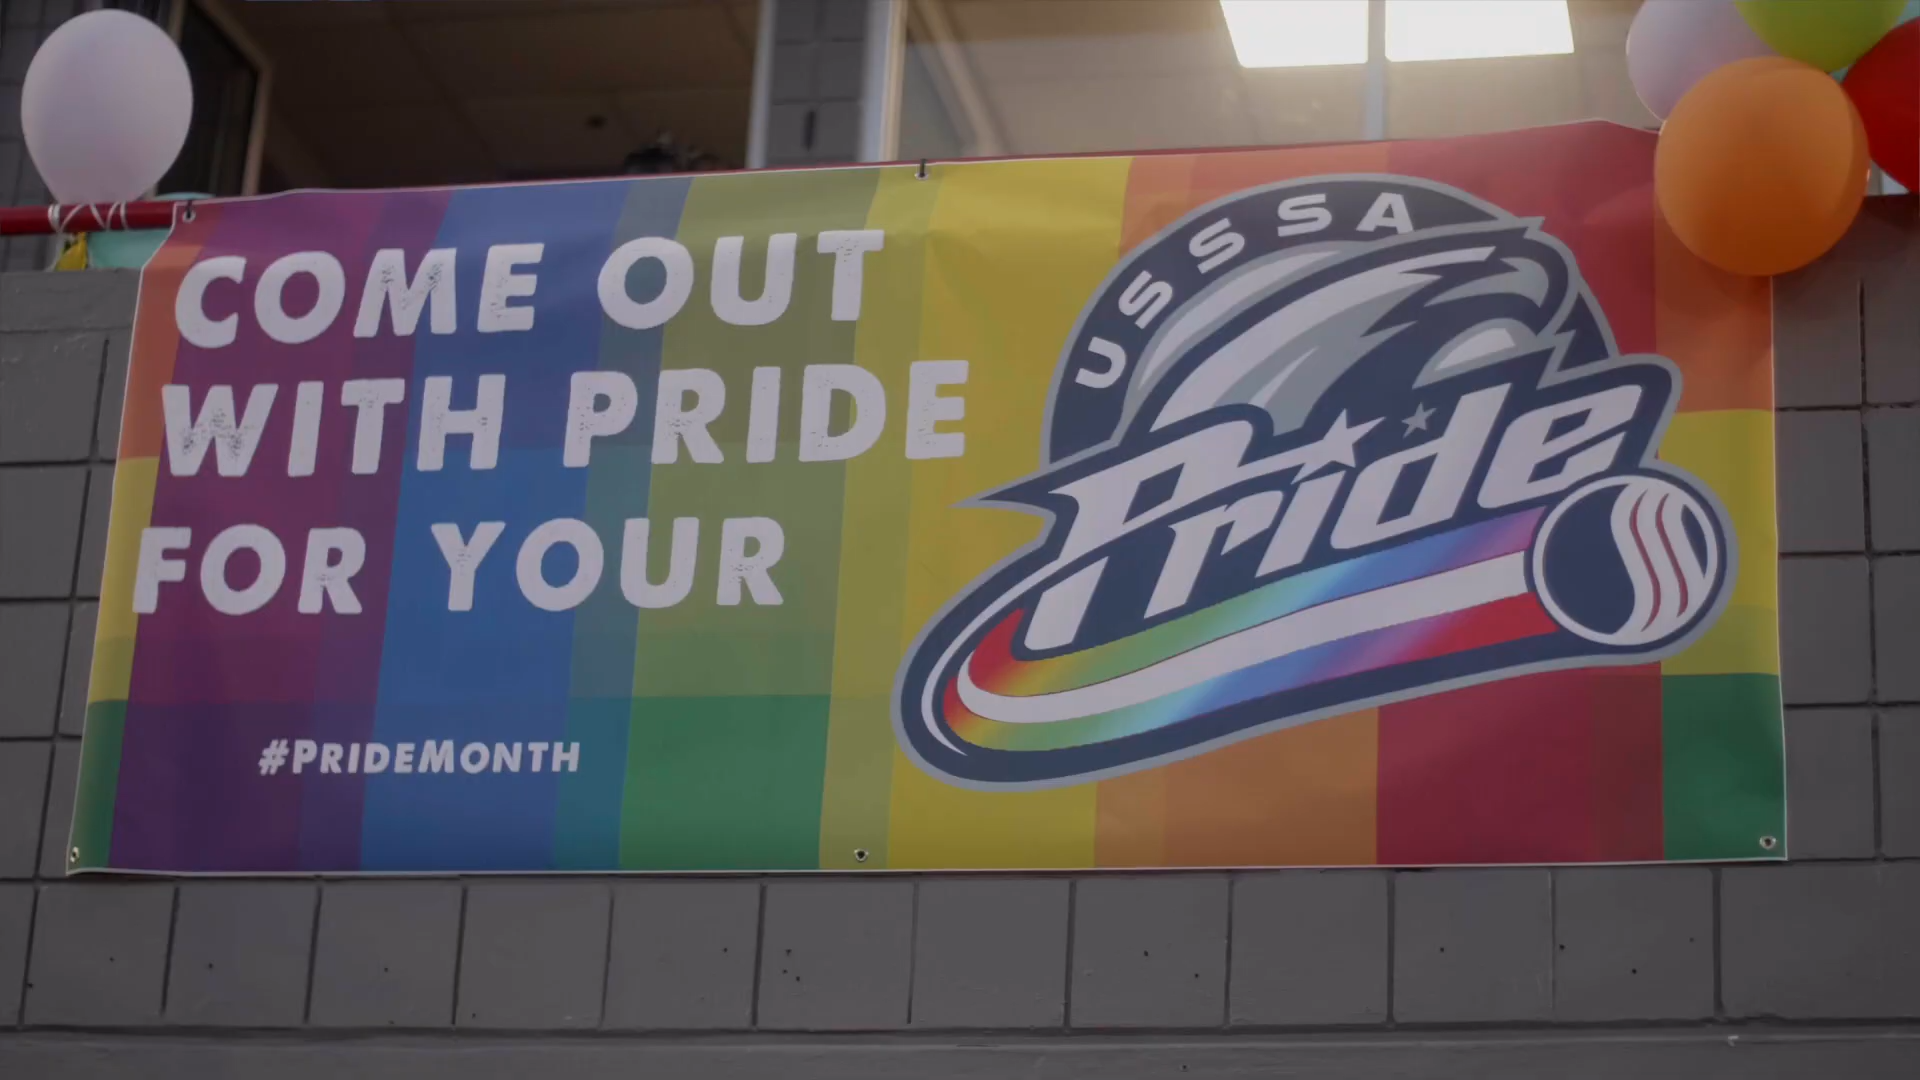 COME OUT
WITH PRIDE
FOR YOUR
#PRIDEMONTH
USSSA
Pride